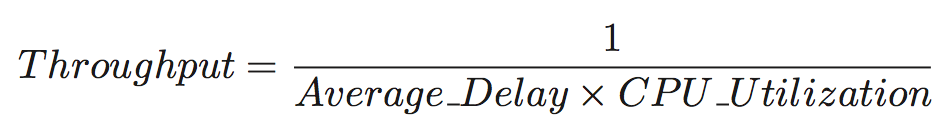 Throughput = 1 / Average_Delay × CPU_Utilization